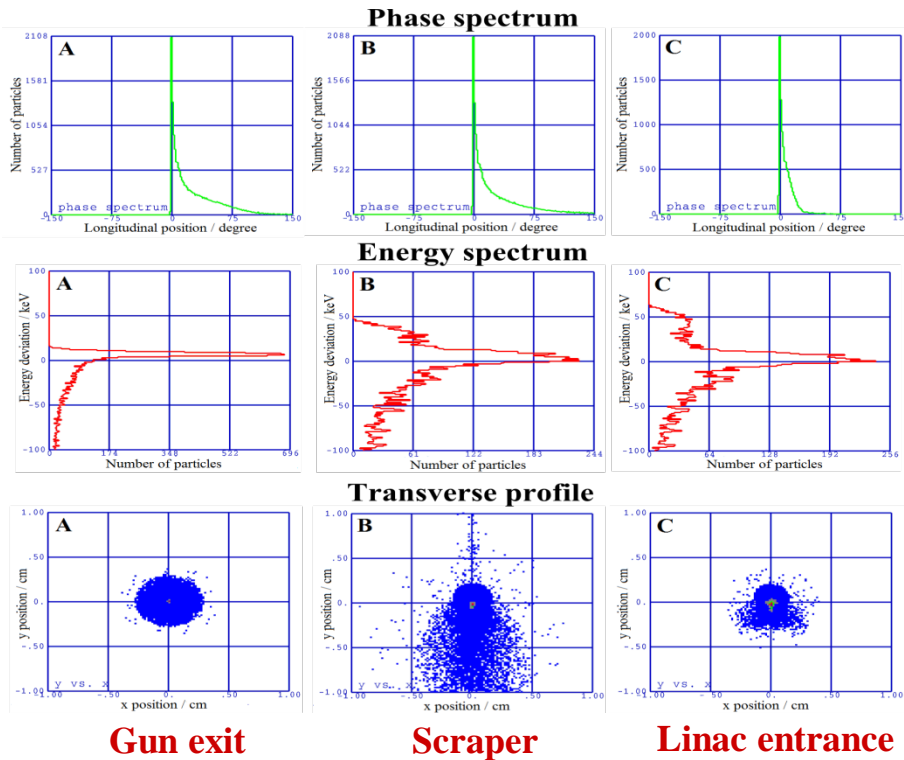 Phase spectrum
A
2108
1581
1054
527
0
-150
-75
0
75
150
phase spectrum
Number of particles
Longitudinal position / degree
B
2088
1566
1044
522
0
-150
-75
0
75
150
phase spectrum
Number of particles
Longitudinal position / degree
C
2000
1500
1000
500
0
-150
-75
0
75
150
phase spectrum
Number of particles
Longitudinal position / degree
Energy spectrum
A
100
50
0
-50
-100
0
174
348
522
696
Energy deviation / keV
Number of particles
B
100
50
0
-50
-100
0
61
122
183
244
Energy deviation / keV
Number of particles
C
100
50
0
-50
-100
0
64
128
192
256
Energy deviation / keV
Number of particles
Transverse profile
A
1.00
.50
0.
-.50
-1.00
-1.00
-.50
0.
.50
1.00
y vs. x
y position / cm
x position / cm
B
1.00
.50
0.
-.50
-1.00
-1.00
-.50
0.
.50
1.00
y vs. x
y position / cm
x position / cm
C
1.00
.50
0.
-.50
-1.00
-1.00
-.50
0.
.50
1.00
y vs. x
y position / cm
x position / cm
Gun exit
Scraper
Linac entrance